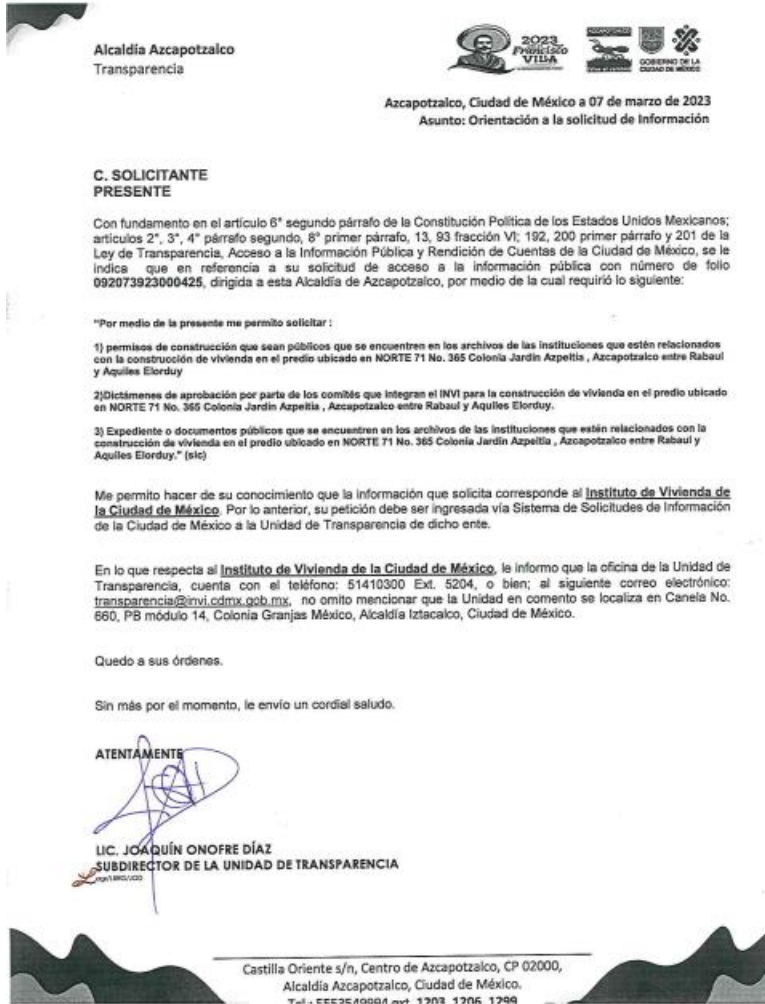 Alcaldía Azcapotzalco
Transparencia
2023
Francisco
VILLA
AZCAPOTZALCO
GOBIERNO DE LA
CIUDAD DE MÉXICO
Azcapotzalco, Ciudad de México a 07 de marzo de 2023
Asunto: Orientación a la solicitud de Información
C. SOLICITANTE
PRESENTE
Con fundamento en el artículo 6° segundo párrafo de la Constitución Política de los Estados Unidos Mexicanos;
artículos 2°, 3°, 4° párrafo segundo, 8° primer párrafo, 13, 93 fracción VI; 192, 200 primer párrafo y 201 de la
Ley de Transparencia, Acceso a la Información Pública y Rendición de Cuentas de la Ciudad de México, se le
indica que en referencia a su solicitud de acceso a la información pública con número de folio
092073923000425, dirigida a esta Alcaldía de Azcapotzalco, por medio de la cual requirió lo siguiente:
"Por medio de la presente me permito solicitar :
1) permisos de construcción que sean públicos que se encuentren en los archivos de las instituciones que estén relacionados
con la construcción de vivienda en el predio ubicado en NORTE 71 No. 365 Colonia Jardín Azpeitia , Azcapotzalco entre Rabaul
y Aquiles Elorduy
2)Dictámenes de aprobación por parte de los comités que integran el INVI para la construcción de vivienda en el predio ubicado
en NORTE 71 No. 365 Colonia Jardín Azpeitia , Azcapotzalco entre Rabaul y Aquiles Elorduy.
3) Expediente o documentos públicos que se encuentren en los archivos de las instituciones que estén relacionados con la
construcción de vivienda en el predio ubicado en NORTE 71 No. 365 Colonia Jardín Azpeitia , Azcapotzalco entre Rabaul y
Aquiles Elorduy." (sic)
Me permito hacer de su conocimiento que la información que solicita corresponde al Instituto de Vivienda de
la Ciudad de México. Por lo anterior, su petición debe ser ingresada vía Sistema de Solicitudes de Información
de la Ciudad de México a la Unidad de Transparencia de dicho ente.
En lo que respecta al Instituto de Vivienda de la Ciudad de México, le informo que la oficina de la Unidad de
Transparencia, cuenta con el teléfono: 51410300 Ext. 5204, o bien; al siguiente correo electrónico:
transparencia@invi.cdmx.gob.mx, no omito mencionar que la Unidad en comento se localiza en Canela No.
660, PB módulo 14, Colonia Granjas México, Alcaldía Iztacalco, Ciudad de México.
Quedo a sus órdenes.
Sin más por el momento, le envío un cordial saludo.
ATENTAMENTE
LIC. JOAQUÍN ONOFRE DÍAZ
SUBDIRECTOR DE LA UNIDAD DE TRANSPARENCIA
Castilla Oriente s/n, Centro de Azcapotzalco, CP 02000,
Alcaldía Azcapotzalco, Ciudad de México.
Tel.: 5553549994 ext. 1203, 1206, 1299